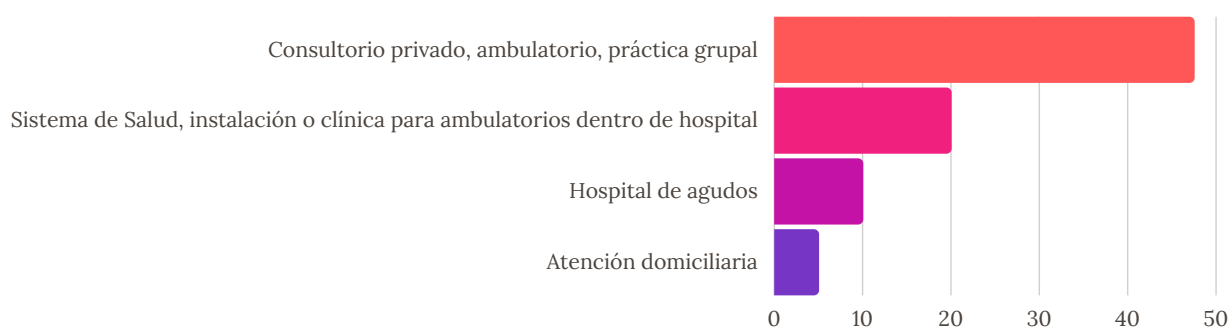 Consultorio privado, ambulatorio, práctica grupal
Sistema de Salud, instalación o clínica para ambulatorios dentro de hospital
Hospital de agudos
Atención domiciliaria
0 10 20 30 40 50